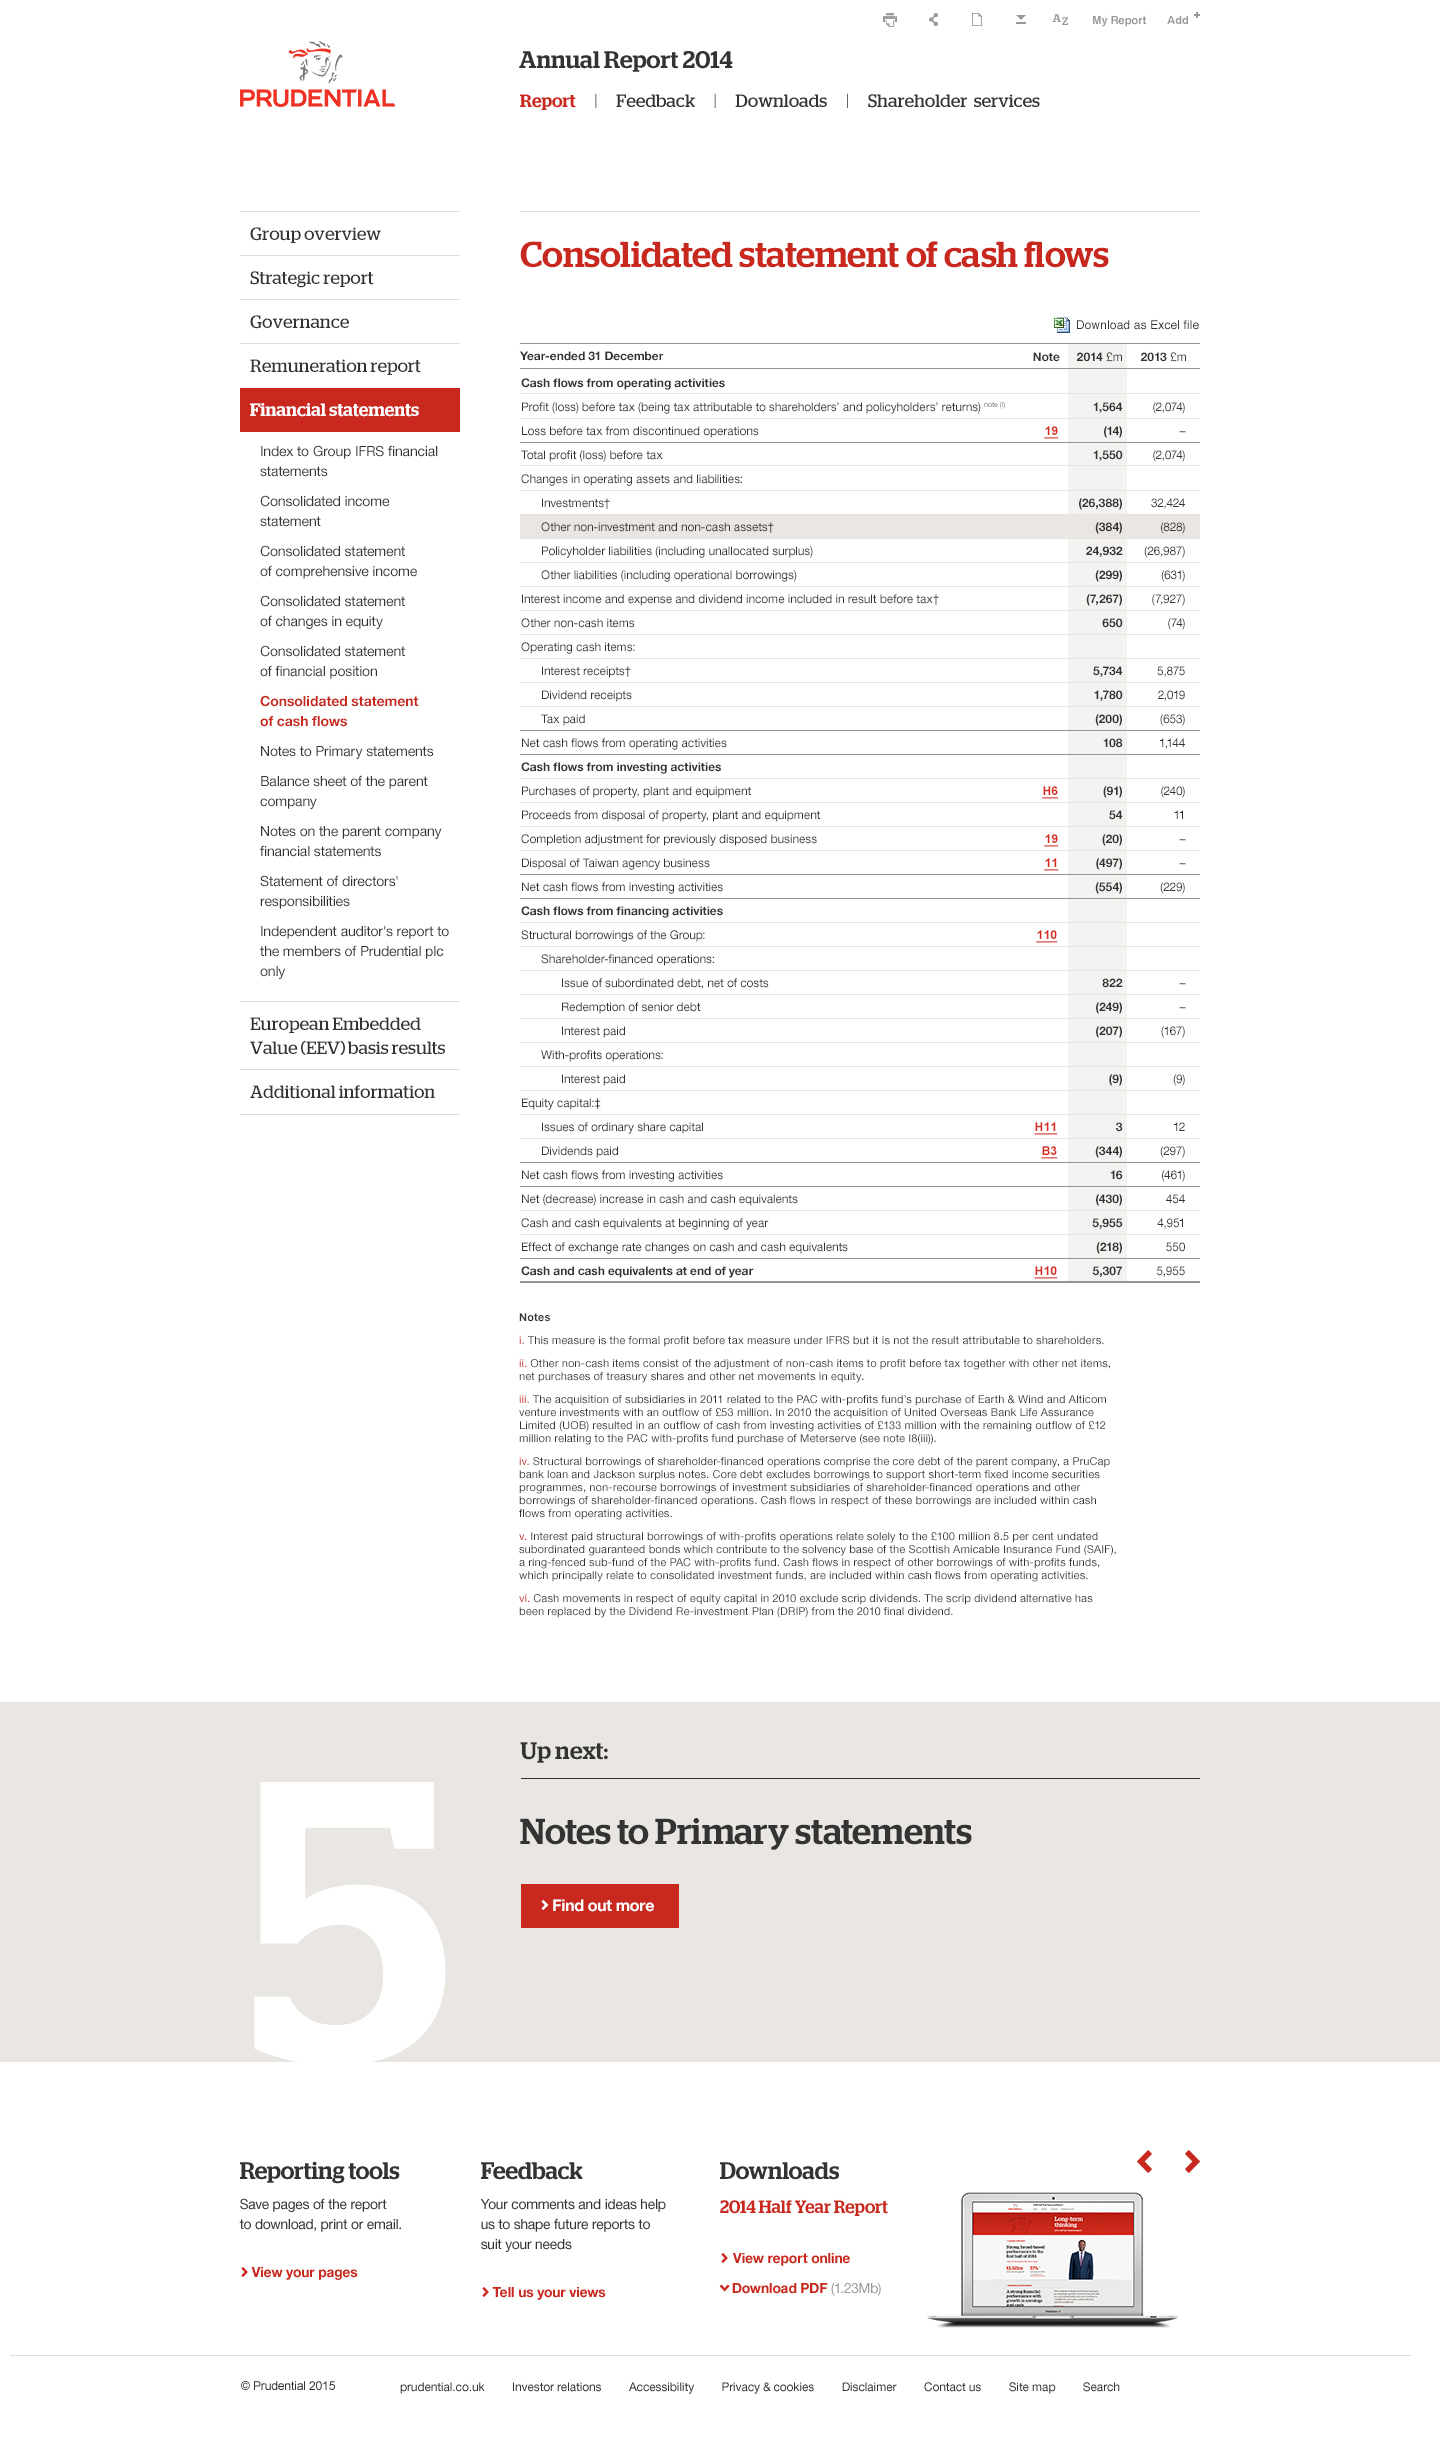 My Report Add +
PRUDENTIAL
Annual Report 2014
Report | Feedback | Downloads | Shareholder services
Group overview
Strategic report
Governance
Remuneration report
Financial statements
Index to Group IFRS financial
statements
Consolidated income
statement
Consolidated statement
of comprehensive income
Consolidated statement
of changes in equity
Consolidated statement
of financial position
Consolidated statement
of cash flows
Notes to Primary statements
Balance sheet of the parent
company
Notes on the parent company
financial statements
Statement of directors'
responsibilities
Independent auditor's report to
the members of Prudential plc
only
European Embedded
Value (EEV) basis results
Additional information
Consolidated statement of cash flows
Download as Excel file
Year-ended 31 December Note 2014 £m 2013 £m
Cash flows from operating activities
Profit (loss) before tax (being tax attributable to shareholders' and policyholders' returns) note (i) 1,564 (2,074)
Loss before tax from discontinued operations 19 (14) –
Total profit (loss) before tax 1,550 (2,074)
Changes in operating assets and liabilities:
Investments† (26,388) 32,424
Other non-investment and non-cash assets† (384) (828)
Policyholder liabilities (including unallocated surplus) 24,932 (26,987)
Other liabilities (including operational borrowings) (299) (631)
Interest income and expense and dividend income included in result before tax† (7,267) (7,927)
Other non-cash items 650 (74)
Operating cash items:
Interest receipts† 5,734 5,875
Dividend receipts 1,780 2,019
Tax paid (200) (653)
Net cash flows from operating activities 108 1,144
Cash flows from investing activities
Purchases of property, plant and equipment H6 (91) (240)
Proceeds from disposal of property, plant and equipment 54 11
Completion adjustment for previously disposed business 19 (20) –
Disposal of Taiwan agency business 11 (497) –
Net cash flows from investing activities (554) (229)
Cash flows from financing activities
Structural borrowings of the Group: 110
Shareholder-financed operations:
Issue of subordinated debt, net of costs 822 –
Redemption of senior debt (249) –
Interest paid (207) (167)
With-profits operations:
Interest paid (9) (9)
Equity capital:‡
Issues of ordinary share capital H11 3 12
Dividends paid B3 (344) (297)
Net cash flows from investing activities 16 (461)
Net (decrease) increase in cash and cash equivalents (430) 454
Cash and cash equivalents at beginning of year 5,955 4,951
Effect of exchange rate changes on cash and cash equivalents (218) 550
Cash and cash equivalents at end of year H10 5,307 5,955
Notes
i. This measure is the formal profit before tax measure under IFRS but it is not the result attributable to shareholders.
ii. Other non-cash items consist of the adjustment of non-cash items to profit before tax together with other net items,
net purchases of treasury shares and other net movements in equity.
iii. The acquisition of subsidiaries in 2011 related to the PAC with-profits fund's purchase of Earth & Wind and Alticom
venture investments with an outflow of £53 million. In 2010 the acquisition of United Overseas Bank Life Assurance
Limited (UOB) resulted in an outflow of cash from investing activities of £133 million with the remaining outflow of £12
million relating to the PAC with-profits fund purchase of Meterserve (see note I8(iii)).
iv. Structural borrowings of shareholder-financed operations comprise the core debt of the parent company, a PruCap
bank loan and Jackson surplus notes. Core debt excludes borrowings to support short-term fixed income securities
programmes, non-recourse borrowings of investment subsidiaries of shareholder-financed operations and other
borrowings of shareholder-financed operations. Cash flows in respect of these borrowings are included within cash
flows from operating activities.
v. Interest paid structural borrowings of with-profits operations relate solely to the £100 million 8.5 per cent undated
subordinated guaranteed bonds which contribute to the solvency base of the Scottish Amicable Insurance Fund (SAIF),
a ring-fenced sub-fund of the PAC with-profits fund. Cash flows in respect of other borrowings of with-profits funds,
which principally relate to consolidated investment funds, are included within cash flows from operating activities.
vi. Cash movements in respect of equity capital in 2010 exclude scrip dividends. The scrip dividend alternative has
been replaced by the Dividend Re-investment Plan (DRIP) from the 2010 final dividend.
5
Up next:
Notes to Primary statements
Find out more
Reporting tools
Save pages of the report
to download, print or email.
View your pages
Feedback
Your comments and ideas help
us to shape future reports to
suit your needs
Tell us your views
Downloads
2014 Half Year Report
View report online
Download PDF (1.23Mb)
Long-term
thinking
© Prudential 2015 prudential.co.uk Investor relations Accessibility Privacy & cookies Disclaimer Contact us Site map Search